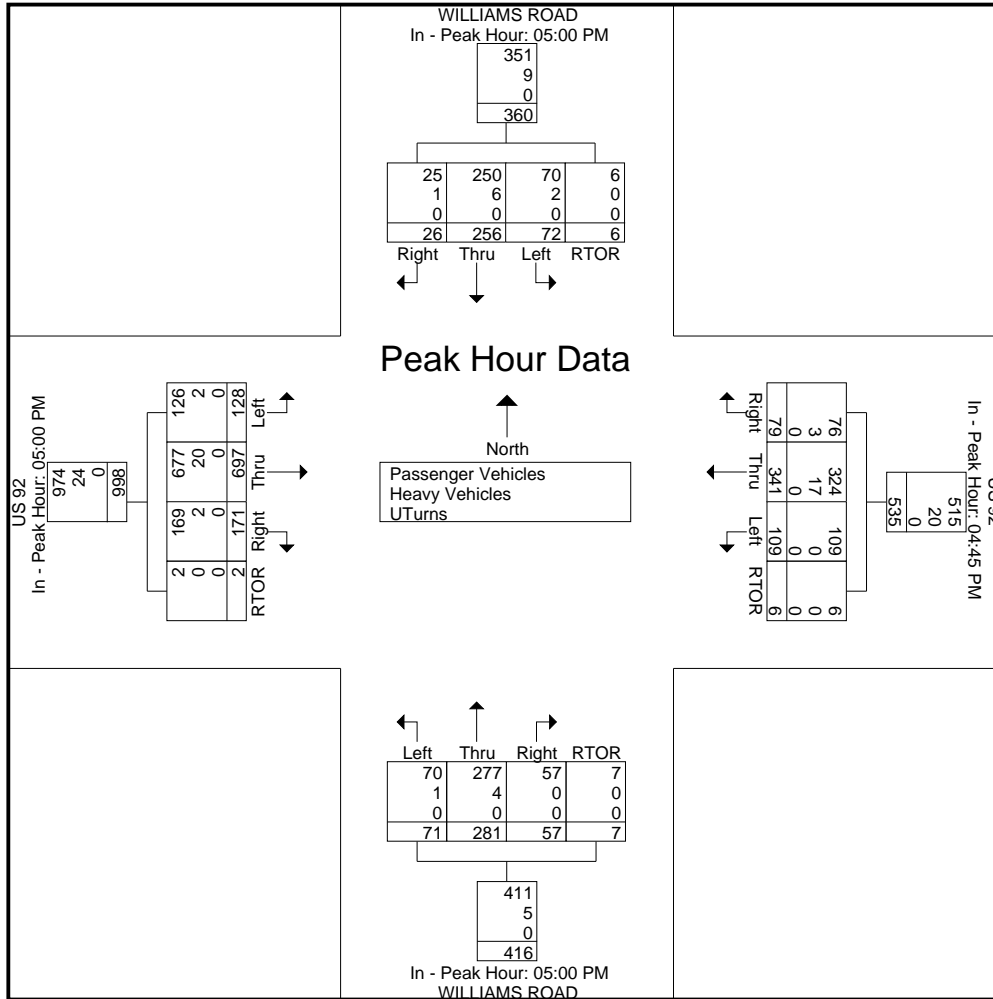 WILLIAMS ROAD
In - Peak Hour: 05:00 PM
351
9
0
360
25 250 70 6
1 6 2 0
0 0 0 0
26 256 72 6
Right Thru Left RTOR
Peak Hour Data
North
Passenger Vehicles
Heavy Vehicles
UTurns
US 92
In - Peak Hour: 05:00 PM
974
24
0
998
126 2 0 128 Left
677 20 0 697 Thru
169 2 0 171 Right
2 0 0 2 RTOR
US 92
In - Peak Hour: 04:45 PM
515
20
0
535
76 3 0 79 Right
324 17 0 341 Thru
109 0 0 109 Left
6 0 0 6 RTOR
Left Thru Right RTOR
70 277 57 7
1 4 0 0
0 0 0 0
71 281 57 7
411
5
0
416
In - Peak Hour: 05:00 PM
WILLIAMS ROAD